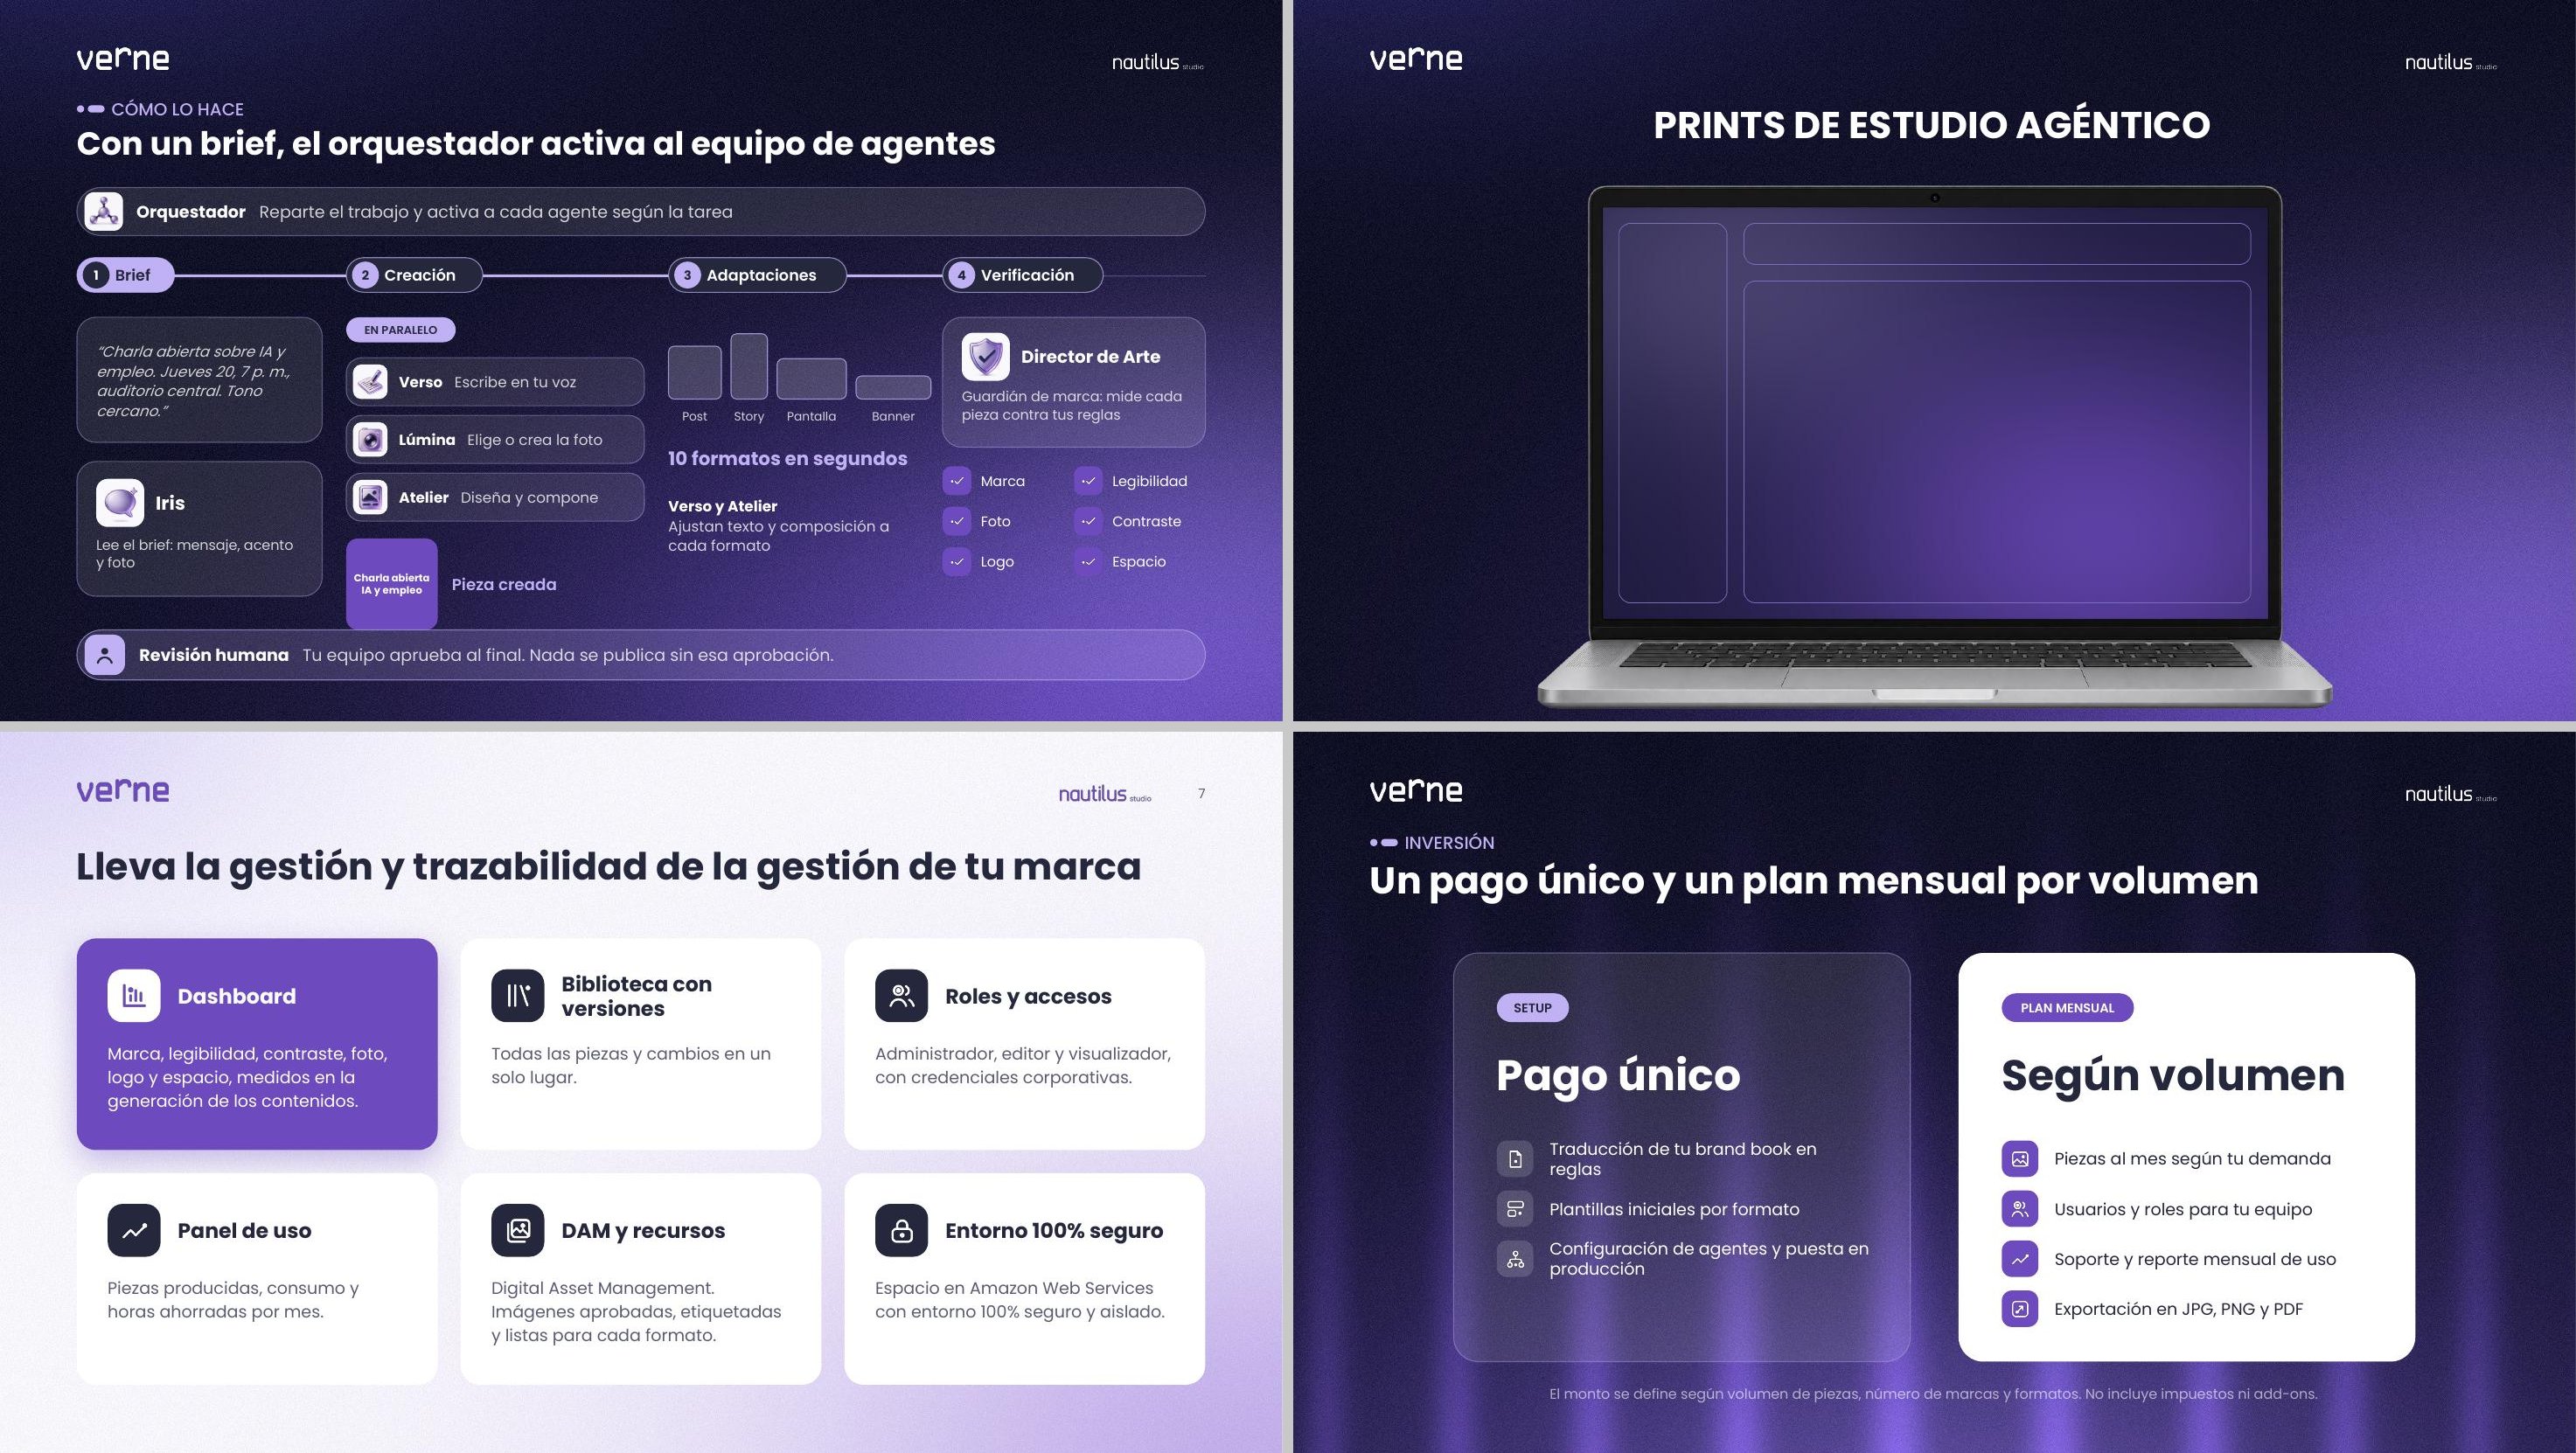 verne
nautilus studio
CÓMO LO HACE
Con un brief, el orquestador activa al equipo de agentes
Orquestador Reparte el trabajo y activa a cada agente según la tarea
1 Brief
2 Creación
3 Adaptaciones
4 Verificación
“Charla abierta sobre IA y
empleo. Jueves 20, 7 p. m.,
auditorio central. Tono
cercano.”
Iris
Lee el brief: mensaje, acento
y foto
EN PARALELO
Verso Escribe en tu voz
Lúmina Elige o crea la foto
Atelier Diseña y compone
Charla abierta
IA y empleo
Pieza creada
Post Story Pantalla Banner
10 formatos en segundos
Verso y Atelier
Ajustan texto y composición a
cada formato
Director de Arte
Guardián de marca: mide cada
pieza contra tus reglas
Marca Legibilidad
Foto Contraste
Logo Espacio
Revisión humana Tu equipo aprueba al final. Nada se publica sin esa aprobación.
verne
nautilus studio
PRINTS DE ESTUDIO AGÉNTICO
verne
nautilus studio 7
Lleva la gestión y trazabilidad de la gestión de tu marca
Dashboard
Marca, legibilidad, contraste, foto,
logo y espacio, medidos en la
generación de los contenidos.
Biblioteca con
versiones
Todas las piezas y cambios en un
solo lugar.
Roles y accesos
Administrador, editor y visualizador,
con credenciales corporativas.
Panel de uso
Piezas producidas, consumo y
horas ahorradas por mes.
DAM y recursos
Digital Asset Management.
Imágenes aprobadas, etiquetadas
y listas para cada formato.
Entorno 100% seguro
Espacio en Amazon Web Services
con entorno 100% seguro y aislado.
verne
nautilus studio
INVERSIÓN
Un pago único y un plan mensual por volumen
SETUP
Pago único
Traducción de tu brand book en
reglas
Plantillas iniciales por formato
Configuración de agentes y puesta en
producción
PLAN MENSUAL
Según volumen
Piezas al mes según tu demanda
Usuarios y roles para tu equipo
Soporte y reporte mensual de uso
Exportación en JPG, PNG y PDF
El monto se define según volumen de piezas, número de marcas y formatos. No incluye impuestos ni add-ons.